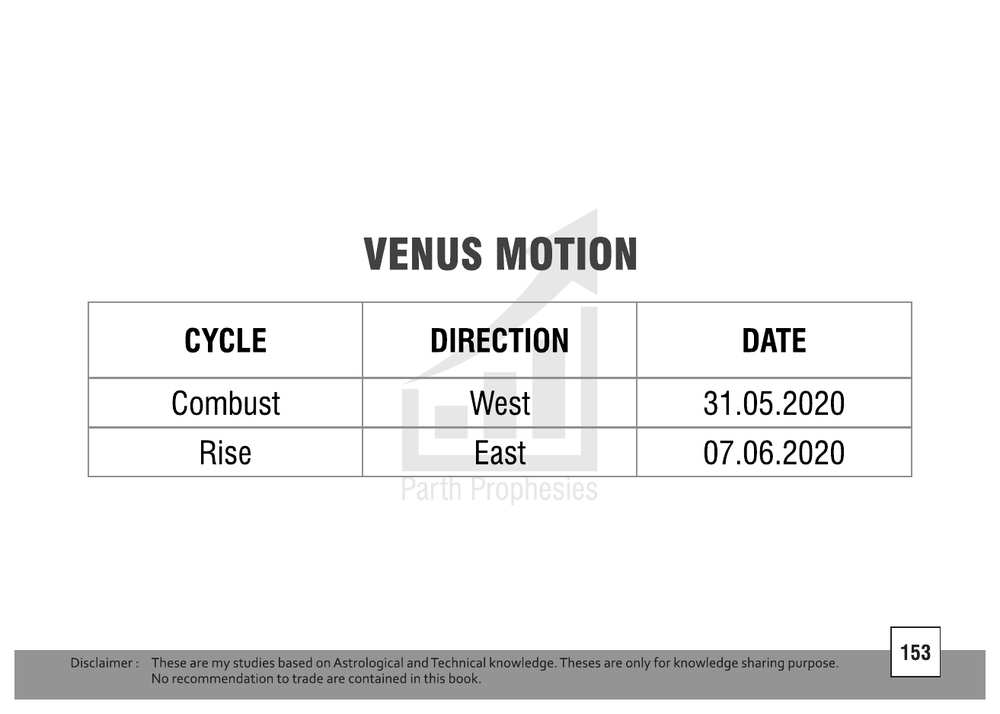 VENUS MOTION
CYCLE DIRECTION DATE
Combust West 31.05.2020
Rise East 07.06.2020
Parth Prophesies
153
Disclaimer : These are my studies based on Astrological and Technical knowledge. Theses are only for knowledge sharing purpose.
No recommendation to trade are contained in this book.